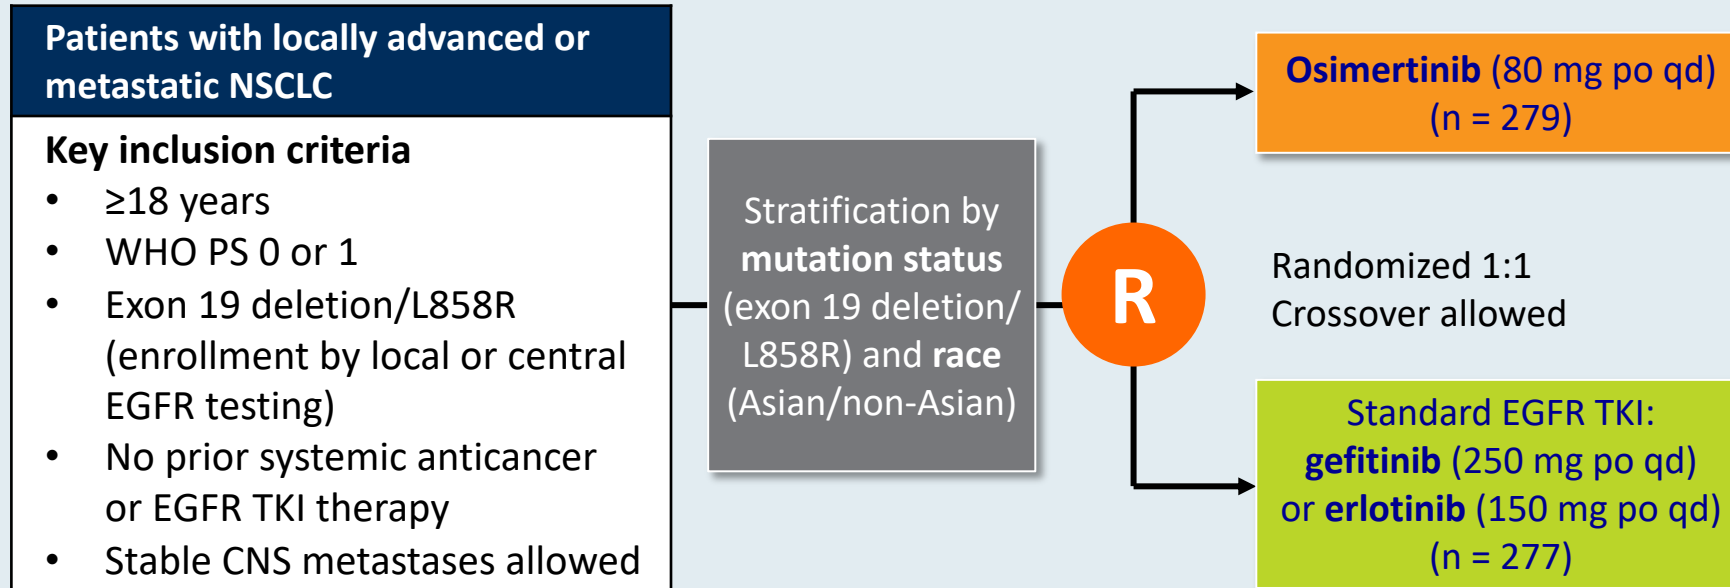 Patients with locally advanced or
metastatic NSCLC
Key inclusion criteria
• ≥18 years
• WHO PS 0 or 1
• Exon 19 deletion/L858R
(enrollment by local or central
EGFR testing)
• No prior systemic anticancer
or EGFR TKI therapy
• Stable CNS metastases allowed
Stratification by
mutation status
(exon 19 deletion/
L858R) and race
(Asian/non-Asian)
R
Osimertinib (80 mg po qd)
(n = 279)
Randomized 1:1
Crossover allowed
Standard EGFR TKI:
gefitinib (250 mg po qd)
or erlotinib (150 mg po qd)
(n = 277)